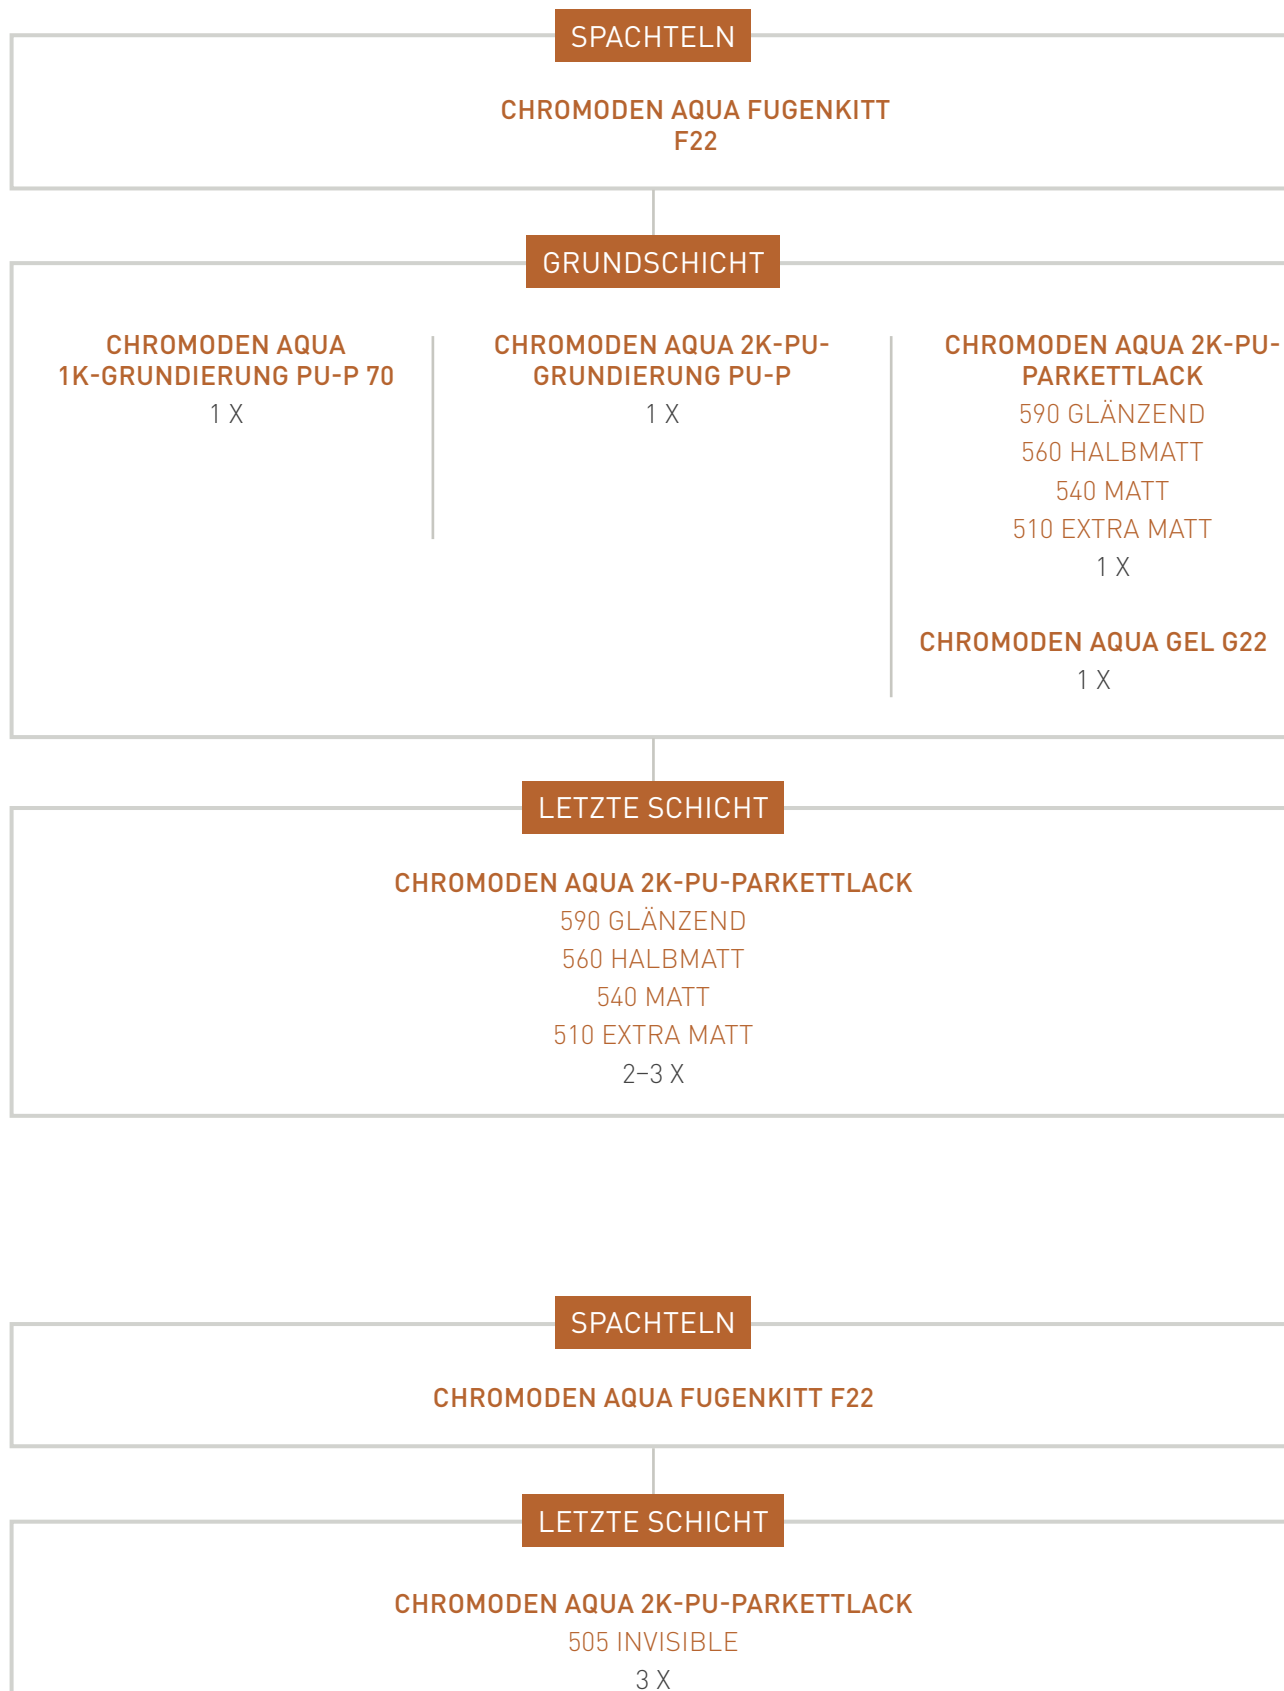 SPACHTELN
CHROMODEN AQUA FUGENKITT
F22
GRUNDSCHICHT
CHROMODEN AQUA
1K-GRUNDIERUNG PU-P 70
1 X
CHROMODEN AQUA 2K-PU-
GRUNDIERUNG PU-P
1 X
CHROMODEN AQUA 2K-PU-
PARKETTLACK
590 GLÄNZEND
560 HALBMATT
540 MATT
510 EXTRA MATT
1 X
CHROMODEN AQUA GEL G22
1 X
LETZTE SCHICHT
CHROMODEN AQUA 2K-PU-PARKETTLACK
590 GLÄNZEND
560 HALBMATT
540 MATT
510 EXTRA MATT
2–3 X
SPACHTELN
CHROMODEN AQUA FUGENKITT F22
LETZTE SCHICHT
CHROMODEN AQUA 2K-PU-PARKETTLACK
505 INVISIBLE
3 X